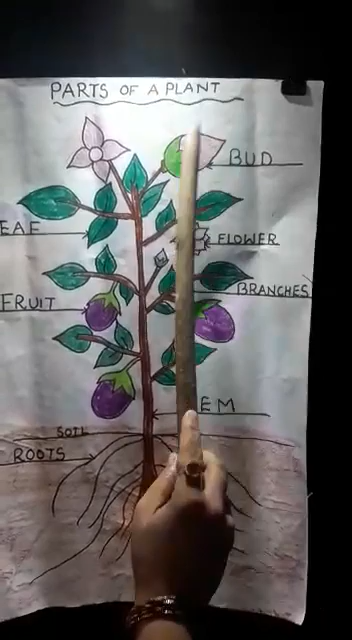 PARTS OF A PLANT
BUD
EAF
FLOWER
BRANCHES
FRUIT
EM
SOIL
ROOTS